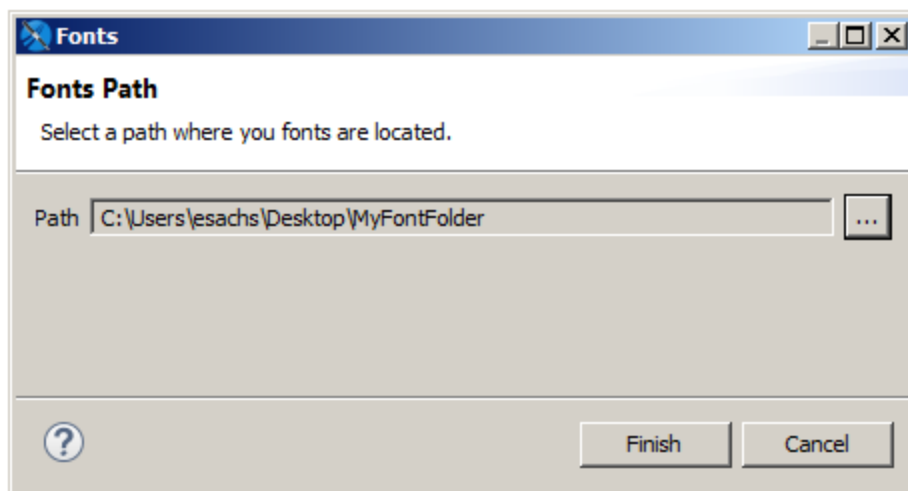 Fonts
Fonts Path
Select a path where you fonts are located.
Path C:\Users\esachs\Desktop\MyFontFolder ...
? Finish Cancel